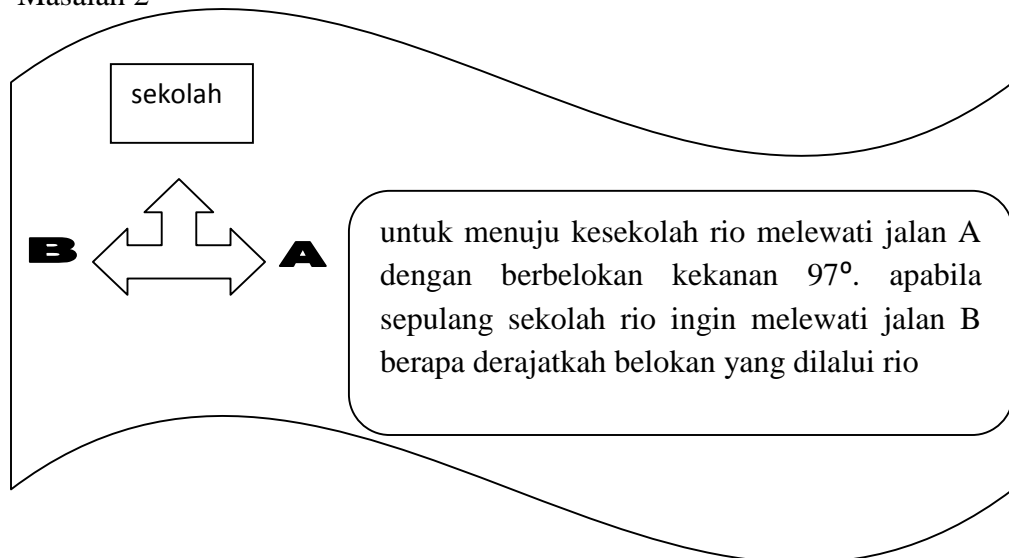 Masalah 2
sekolah
B
A
untuk menuju kesekolah rio melewati jalan A
dengan berbelokan kekanan 97⁰. apabila
sepulang sekolah rio ingin melewati jalan B
berapa derajatkah belokan yang dilalui rio